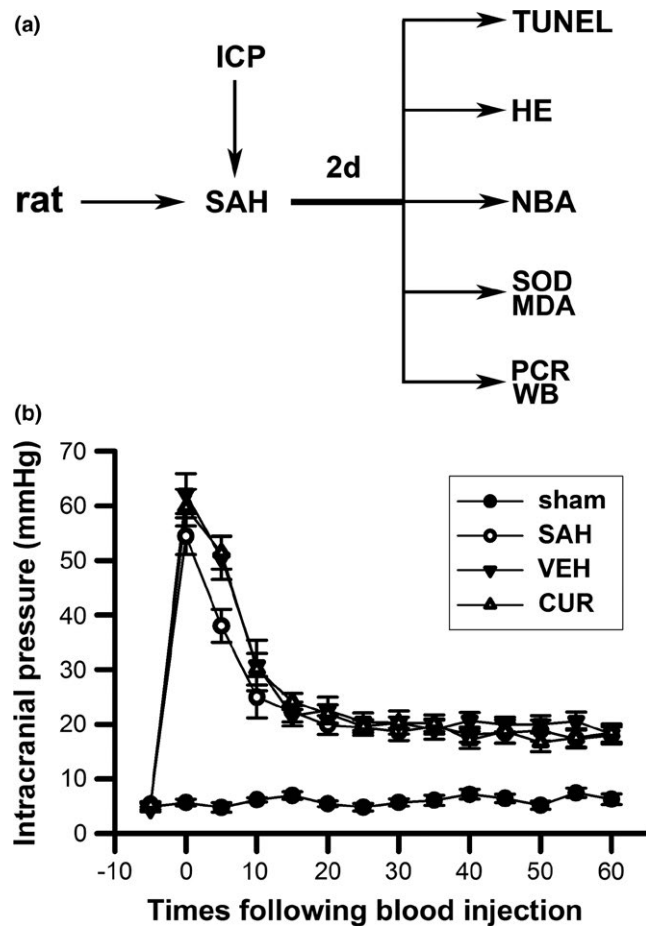 (a)
TUNEL
ICP
HE
2d
rat
SAH
NBA
SOD
MDA
PCR
WB
(b)
70
60
50
40
30
20
10
0
Intracranial pressure (mmHg)
sham
SAH
VEH
CUR
-10 0 10 20 30 40 50 60
Times following blood injection